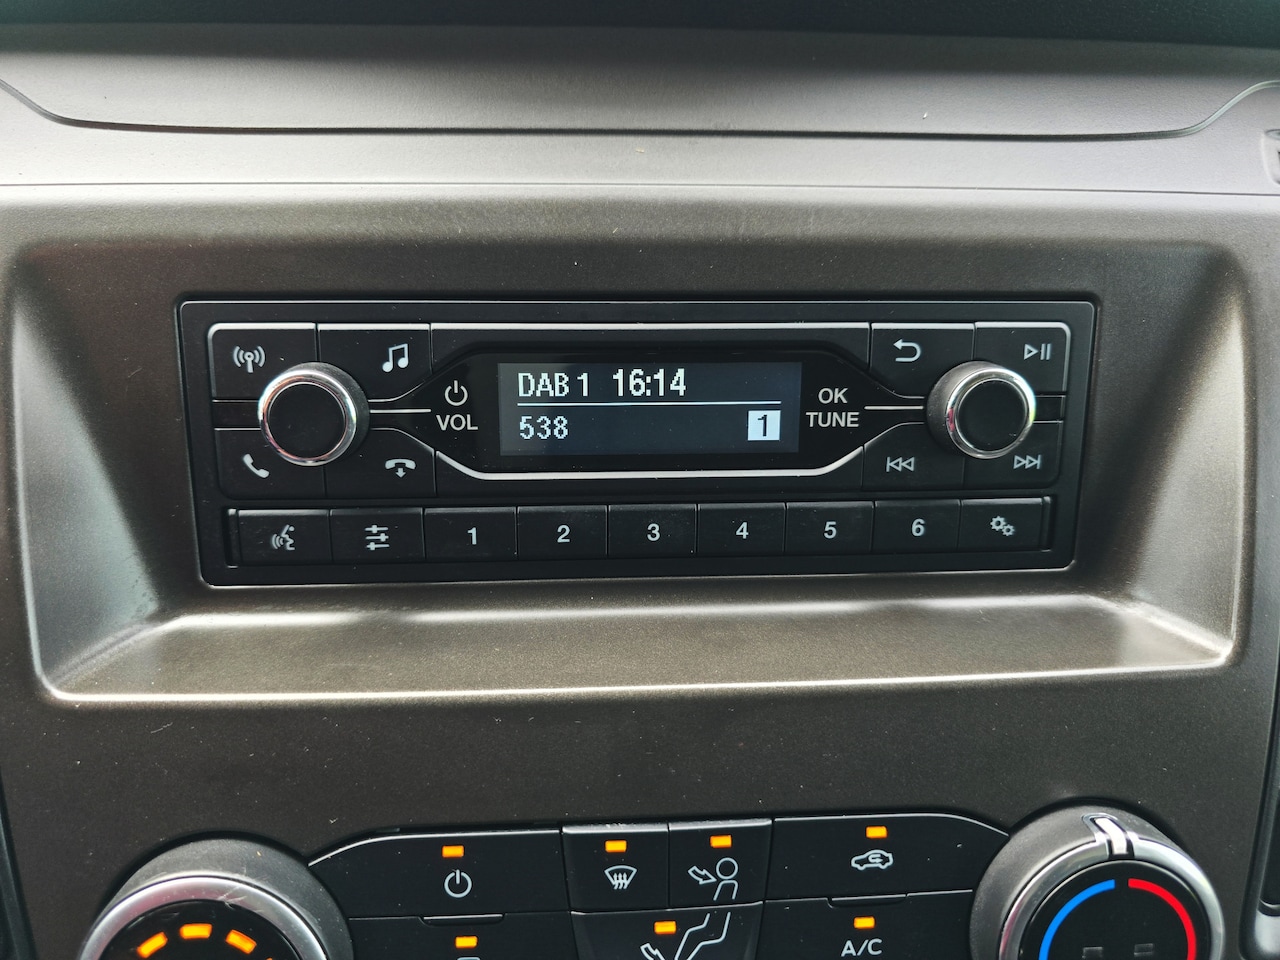 DAB 1 16:14
538 1
VOL
OK
TUNE
1 2 3 4 5 6
A/C